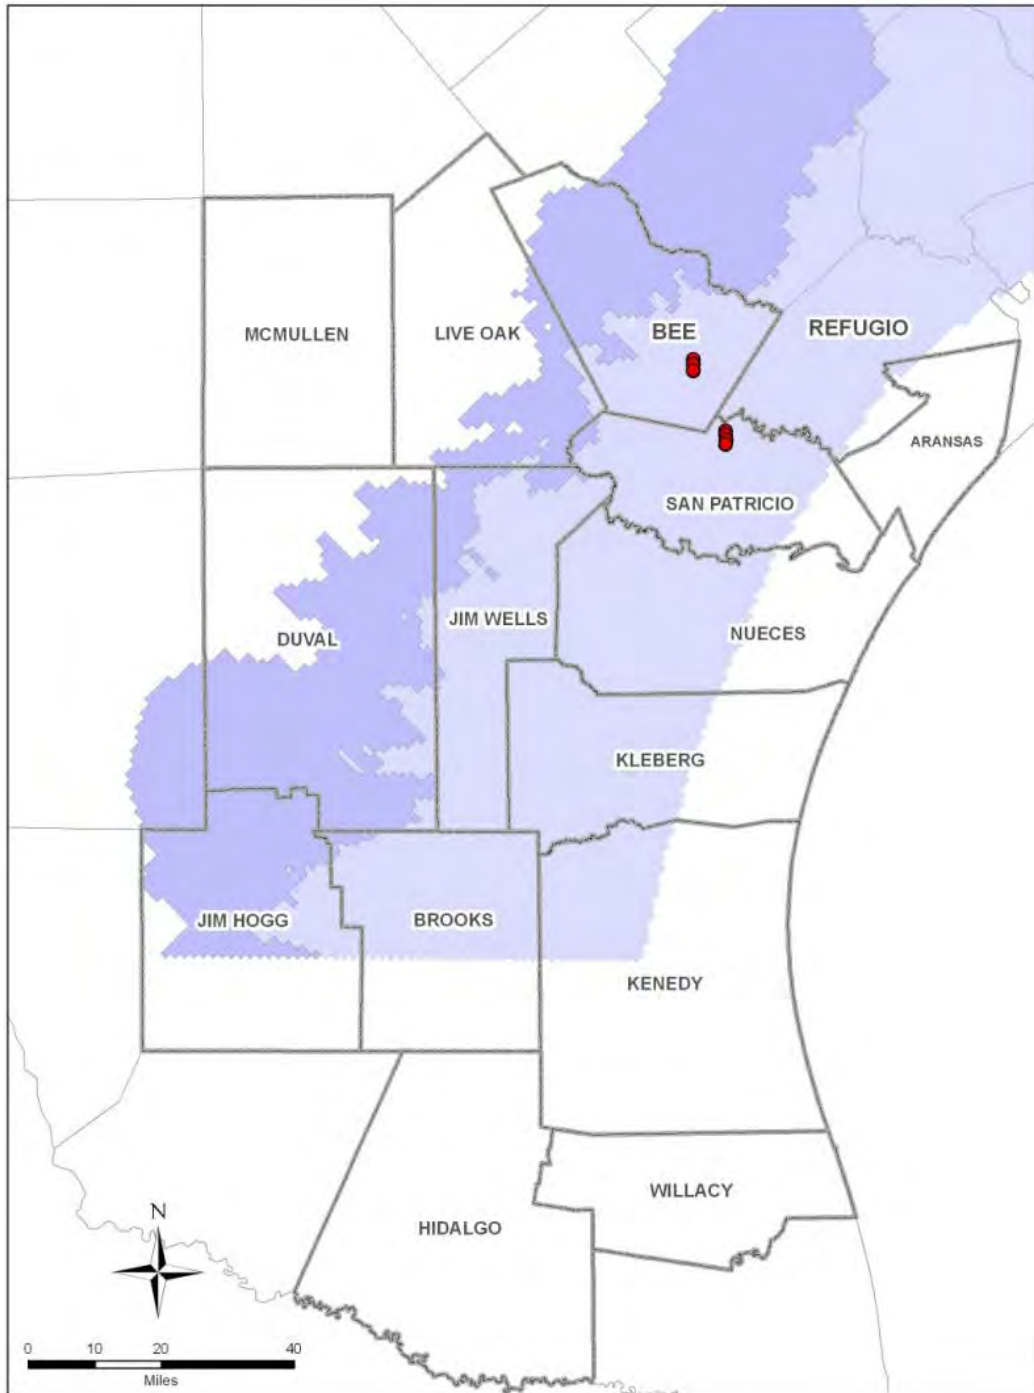 BEE
REFUGIO
MCMULLEN
LIVE OAK
ARANSAS
SAN PATRICIO
JIM WELLS
DUVAL
NUECES
KLEBERG
JIM HOGG
BROOKS
KENEDY
WILLACY
HIDALGO
N
0 10 20 40
Miles